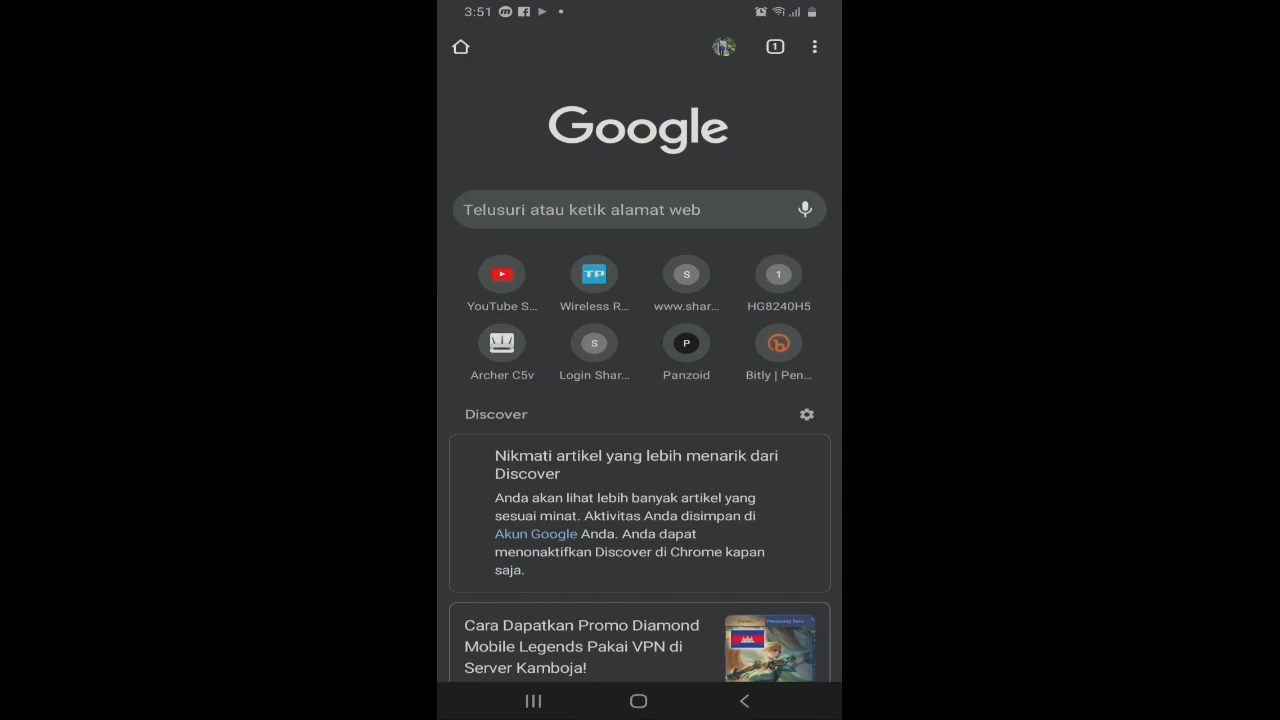 3:51
1
Google
Telusuri atau ketik alamat web
TP
S
1
YouTube S...
Wireless R...
www.shar...
HG8240H5
S
P
b
Archer C5v
Login Shar...
Panzoid
Bitly | Pen...
Discover
Nikmati artikel yang lebih menarik dari
Discover
Anda akan lihat lebih banyak artikel yang
sesuai minat. Aktivitas Anda disimpan di
Akun Google Anda. Anda dapat
menonaktifkan Discover di Chrome kapan
saja.
Cara Dapatkan Promo Diamond
Mobile Legends Pakai VPN di
Server Kamboja!